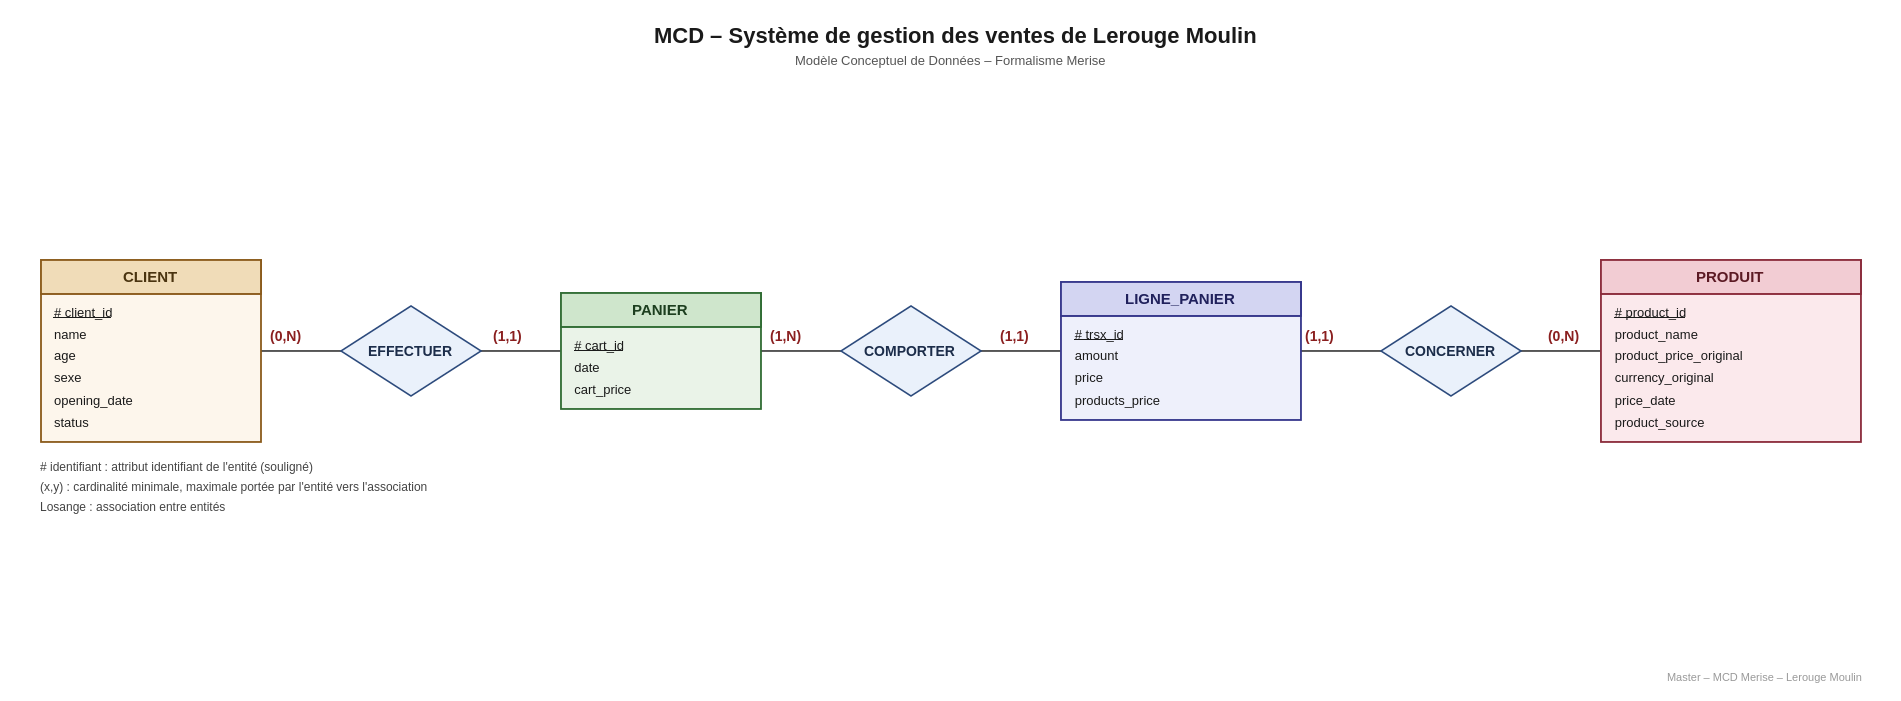 MCD – Système de gestion des ventes de Lerouge Moulin
Modèle Conceptuel de Données – Formalisme Merise
CLIENT
# client_id
name
age
sexe
opening_date
status
(0,N)
EFFECTUER
(1,1)
PANIER
# cart_id
date
cart_price
(1,N)
COMPORTER
(1,1)
LIGNE_PANIER
# trsx_id
amount
price
products_price
(1,1)
CONCERNER
(0,N)
PRODUIT
# product_id
product_name
product_price_original
currency_original
price_date
product_source
# identifiant : attribut identifiant de l'entité (souligné)
(x,y) : cardinalité minimale, maximale portée par l'entité vers l'association
Losange : association entre entités
Master – MCD Merise – Lerouge Moulin